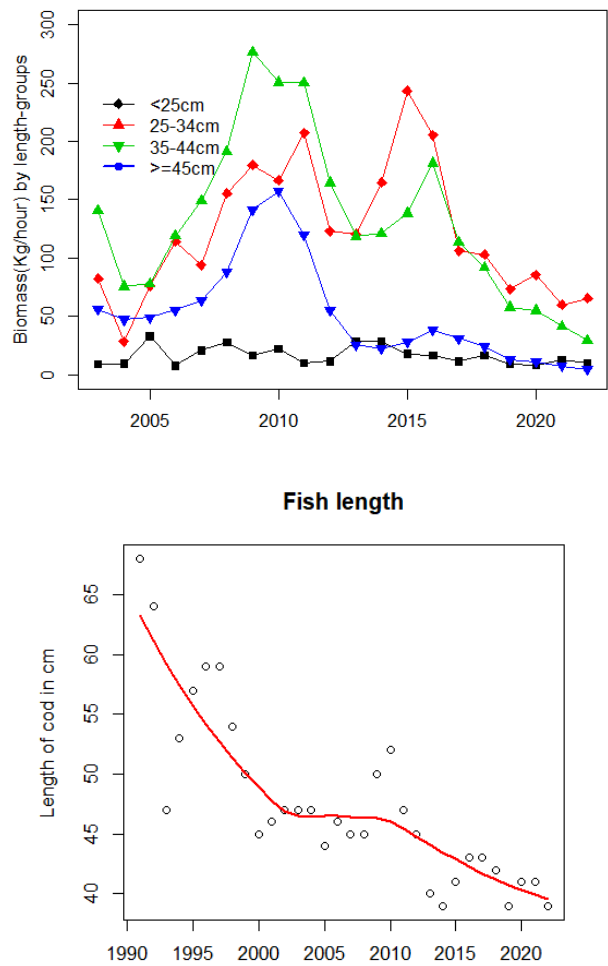 Biomass(Kg/hour) by length-groups
300
250
200
150
100
50
0
<25cm
25-34cm
35-44cm
>=45cm
2005 2010 2015 2020
Fish length
Length of cod in cm
65
60
55
50
45
40
1990 1995 2000 2005 2010 2015 2020